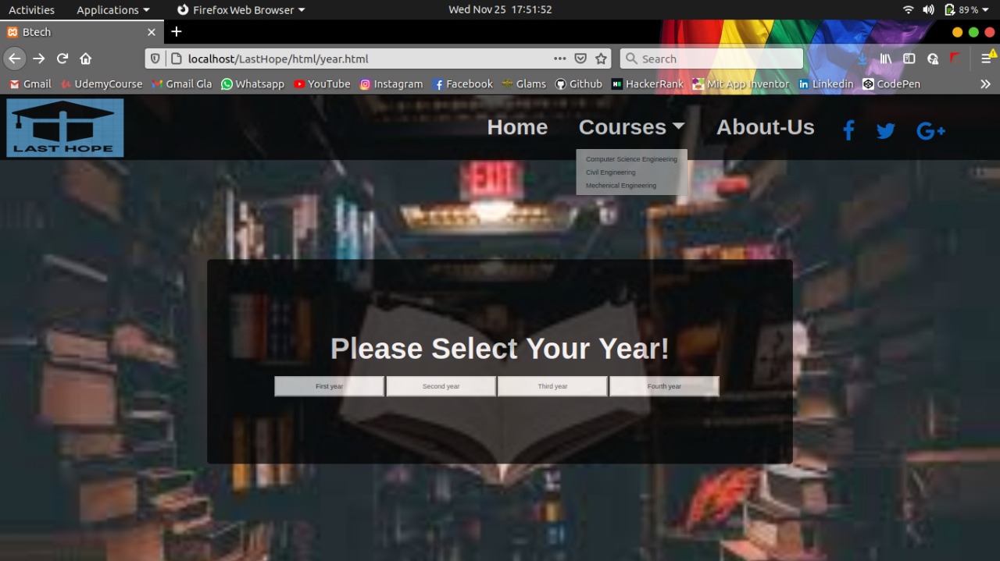 Activities Applications Firefox Web Browser Wed Nov 25 17:51:52 89%
Btech
localhost/LastHope/html/year.html Search
Gmail UdemyCourse Gmail Gla Whatsapp YouTube Instagram Facebook Glams Github HackerRank Mit App Inventor Linkedin CodePen
LAST HOPE
Home Courses About-Us
Computer Science Engineering
Civil Engineering
Mechenical Engineering
EXIT
Please Select Your Year!
First year Second year Third year Fourth year